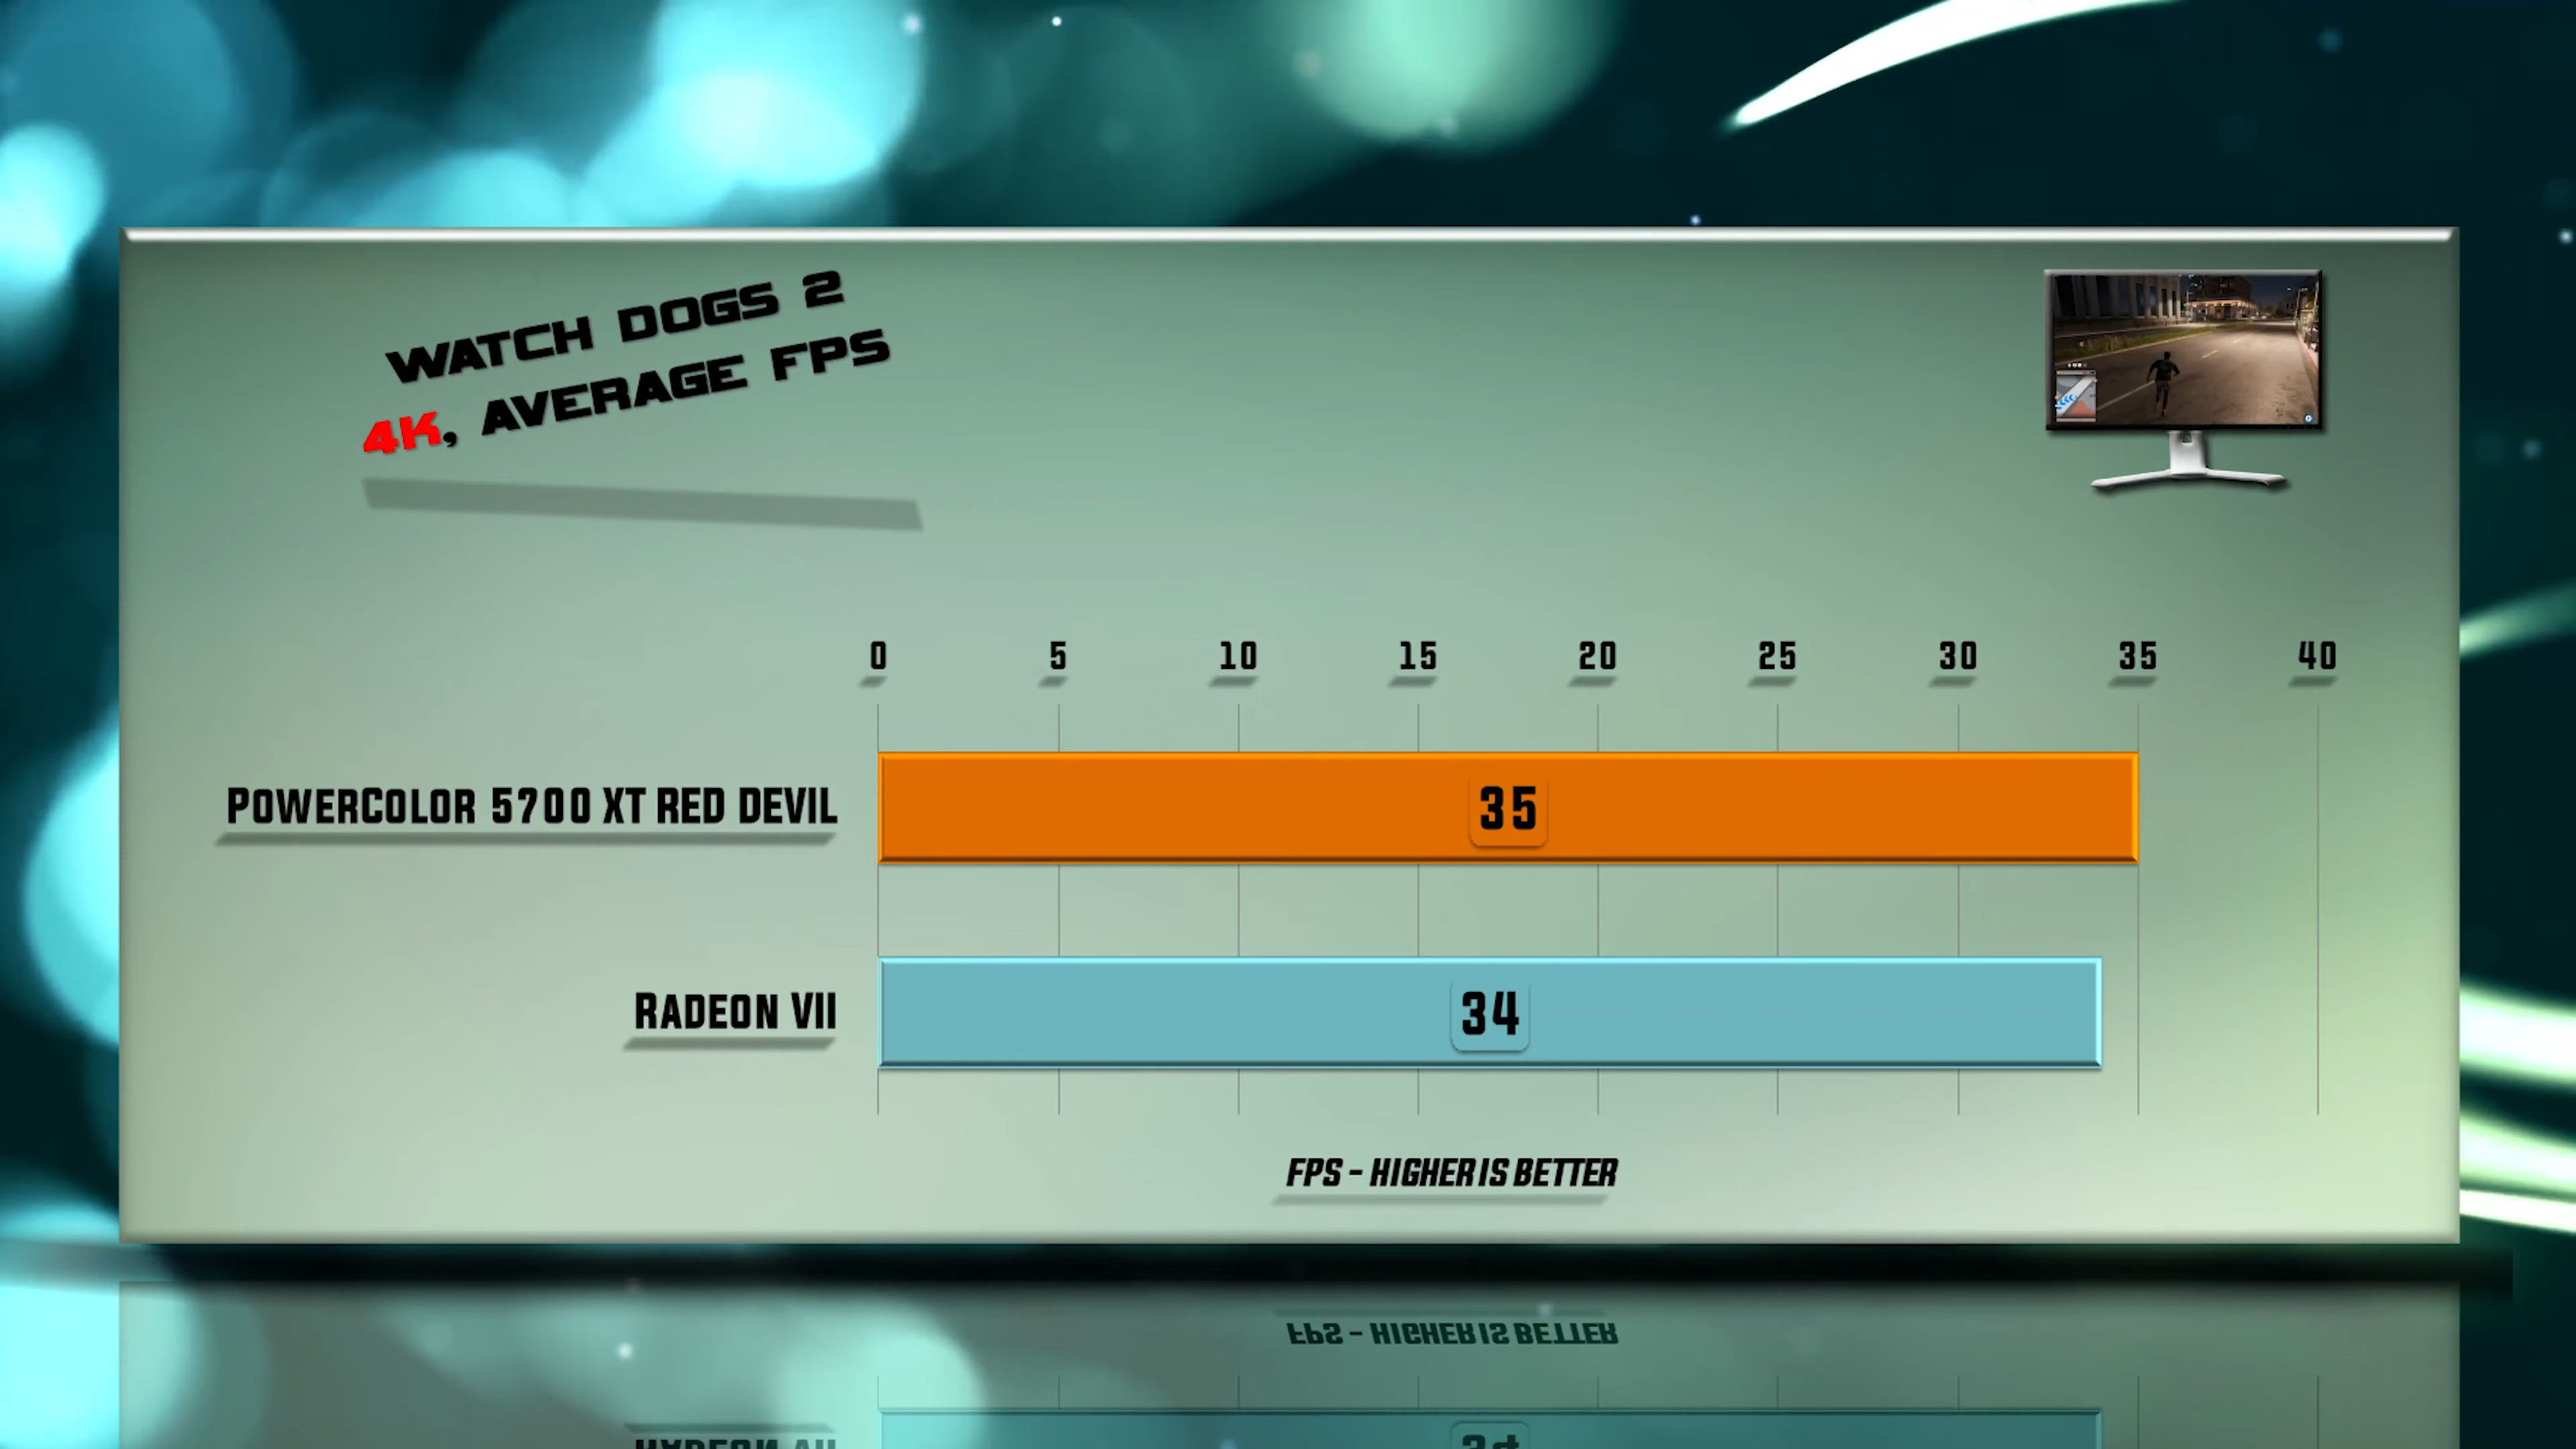 WATCH DOGS 2
4K, AVERAGE FPS
0 5 10 15 20 25 30 35 40
POWERCOLOR 5700 XT RED DEVIL
35
RADEON VII
34
FPS - HIGHER IS BETTER